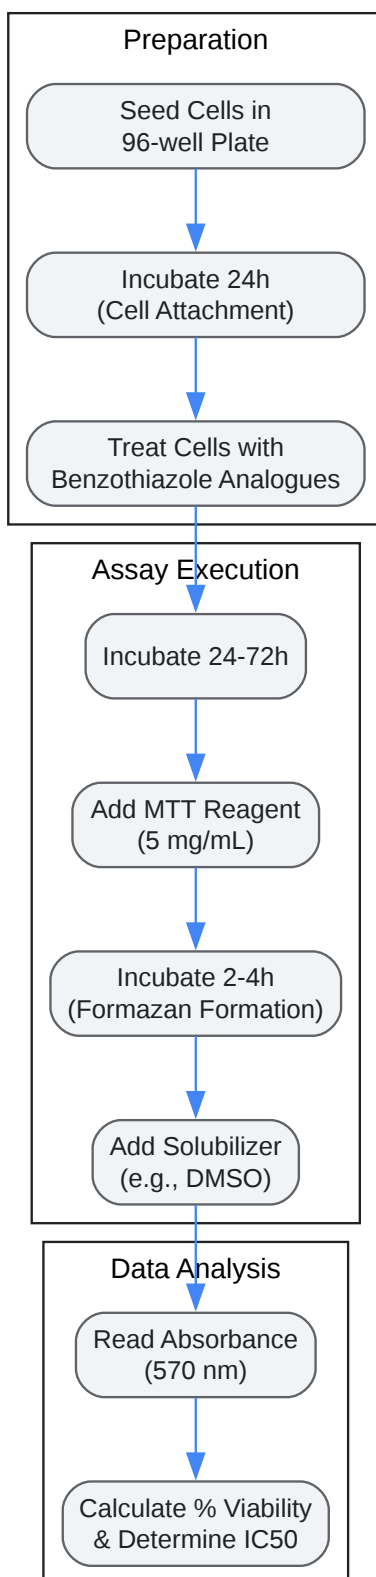 Preparation
Seed Cells in
96-well Plate
Incubate 24h
(Cell Attachment)
Treat Cells with
Benzothiazole Analogues
Assay Execution
Incubate 24-72h
Add MTT Reagent
(5 mg/mL)
Incubate 2-4h
(Formazan Formation)
Add Solubilizer
(e.g., DMSO)
Data Analysis
Read Absorbance
(570 nm)
Calculate % Viability
& Determine IC50